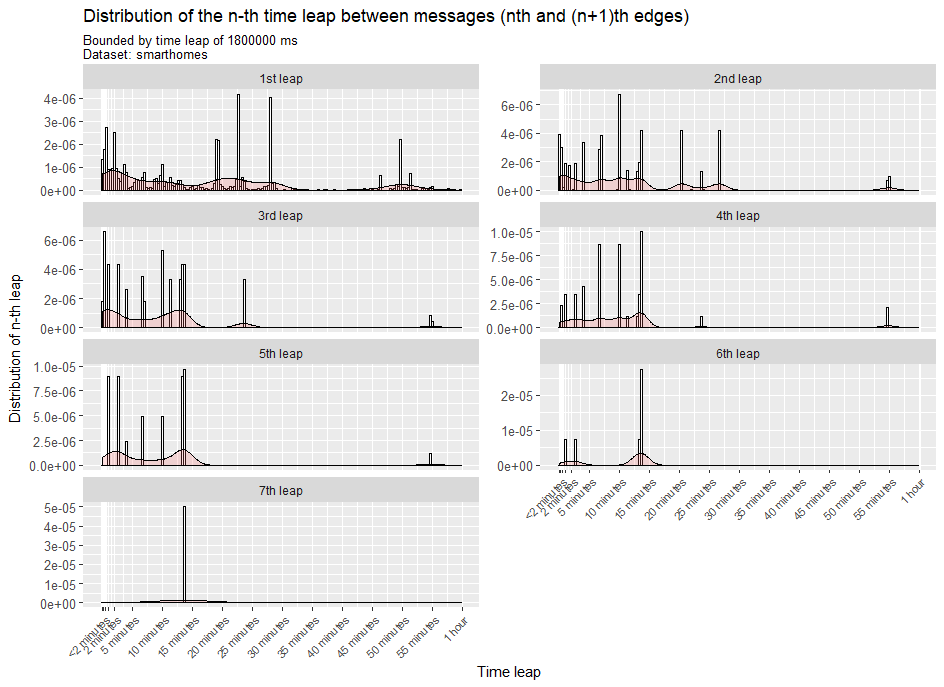 Distribution of the n-th time leap between messages (nth and (n+1)th edges)
Bounded by time leap of 1800000 ms
Dataset: smarthomes
1st leap
2nd leap
4e-06
3e-06
2e-06
1e-06
0e+00
6e-06
4e-06
2e-06
0e+00
3rd leap
4th leap
6e-06
4e-06
2e-06
0e+00
1.0e-05
7.5e-06
5.0e-06
2.5e-06
0.0e+00
5th leap
6th leap
1.0e-05
7.5e-06
5.0e-06
2.5e-06
0.0e+00
2e-05
1e-05
0e+00
<2 minutes
2 minutes
5 minutes
10 minutes
15 minutes
20 minutes
25 minutes
30 minutes
35 minutes
40 minutes
45 minutes
50 minutes
55 minutes
1 hour
7th leap
5e-05
4e-05
3e-05
2e-05
1e-05
0e+00
<2 minutes
2 minutes
5 minutes
10 minutes
15 minutes
20 minutes
25 minutes
30 minutes
35 minutes
40 minutes
45 minutes
50 minutes
55 minutes
1 hour
Distribution of n-th leap
Time leap